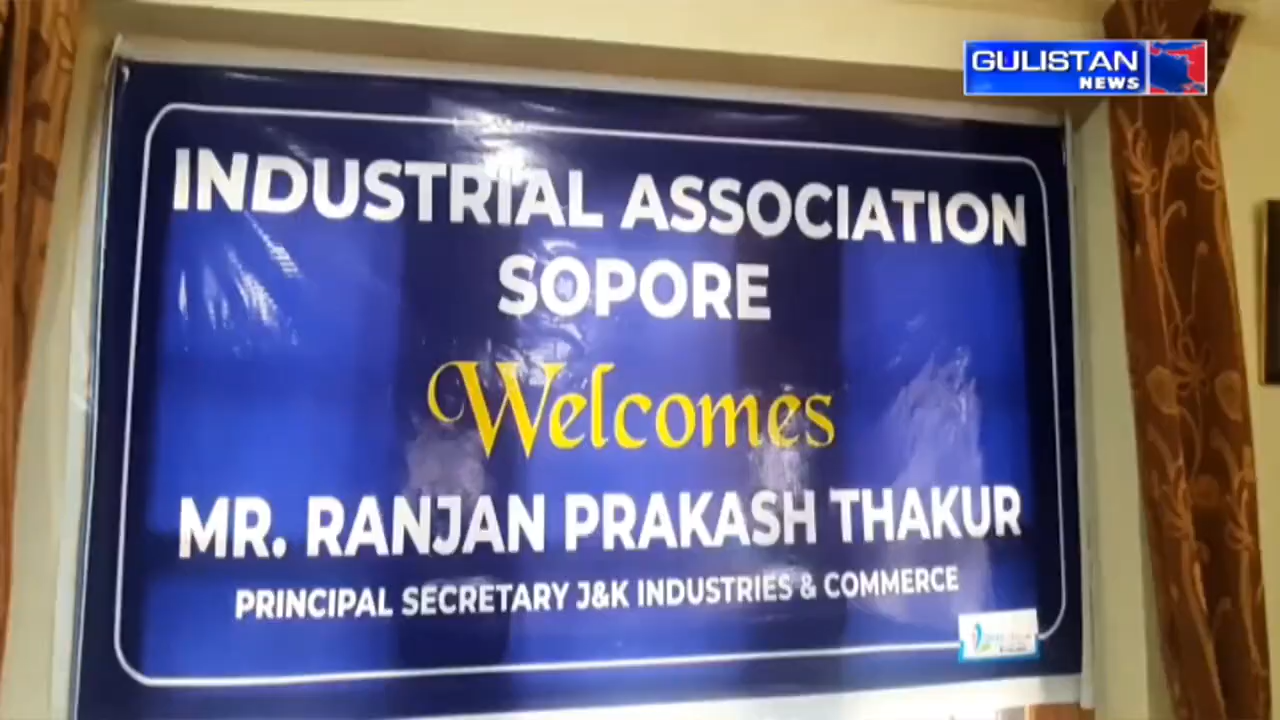 GULISTAN
NEWS
INDUSTRIAL ASSOCIATION
SOPORE
Welcomes
MR. RANJAN PRAKASH THAKUR
PRINCIPAL SECRETARY J&K INDUSTRIES & COMMERCE